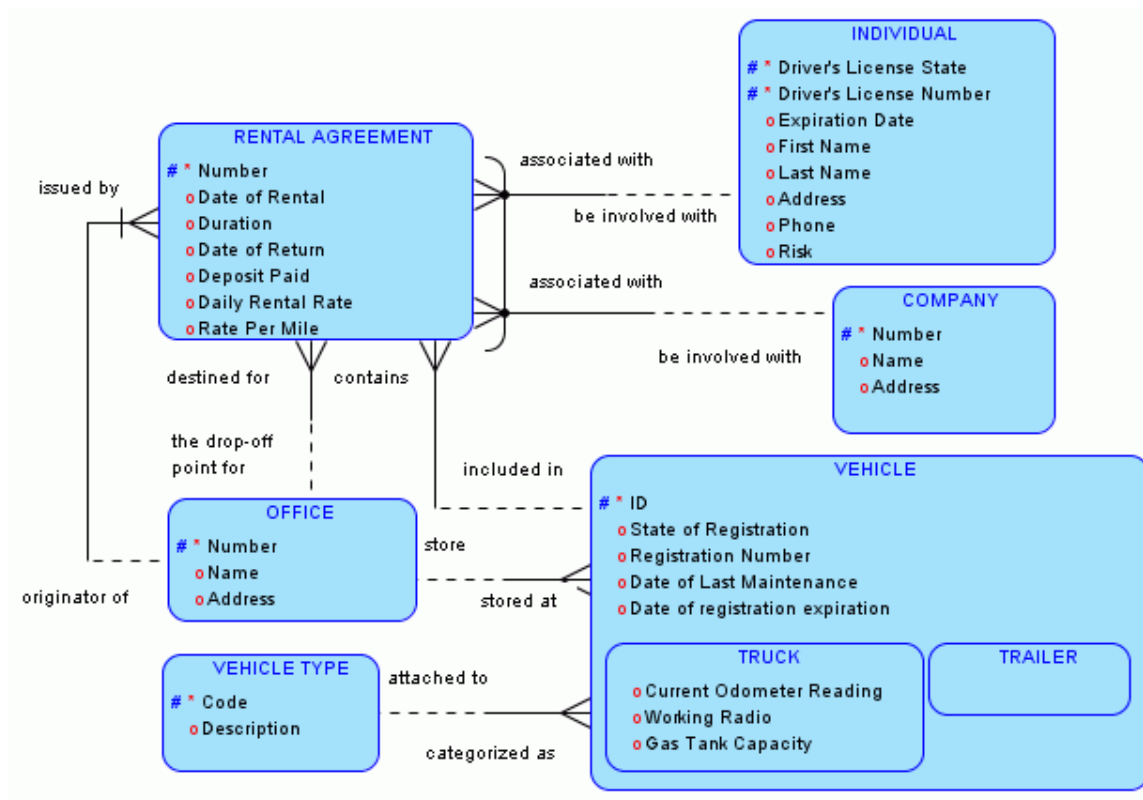 INDIVIDUAL
# * Driver's License State
# * Driver's License Number
o Expiration Date
o First Name
o Last Name
o Address
o Phone
o Risk
RENTAL AGREEMENT
# * Number
o Date of Rental
o Duration
o Date of Return
o Deposit Paid
o Daily Rental Rate
o Rate Per Mile
issued by
associated with
be involved with
associated with
be involved with
COMPANY
# * Number
o Name
o Address
destined for
contains
the drop-off
point for
included in
OFFICE
# * Number
o Name
o Address
originator of
store
stored at
VEHICLE
# * ID
o State of Registration
o Registration Number
o Date of Last Maintenance
o Date of registration expiration
VEHICLE TYPE
# * Code
o Description
attached to
categorized as
TRUCK
o Current Odometer Reading
o Working Radio
o Gas Tank Capacity
TRAILER